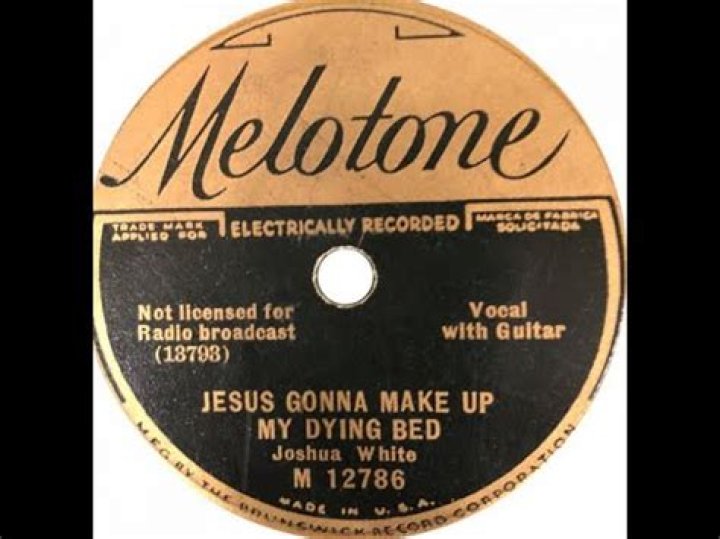 Melotone
TRADE MARK
APPLIED FOR
ELECTRICALLY RECORDED
MARCA DE FABRICA
SOLICITADA
Not licensed for
Radio broadcast
(13793)
Vocal
with Guitar
JESUS GONNA MAKE UP
MY DYING BED
Joshua White
M 12786
MADE IN U.S.A.
MFG BY THE BRUNSWICK RECORD CORPORATION